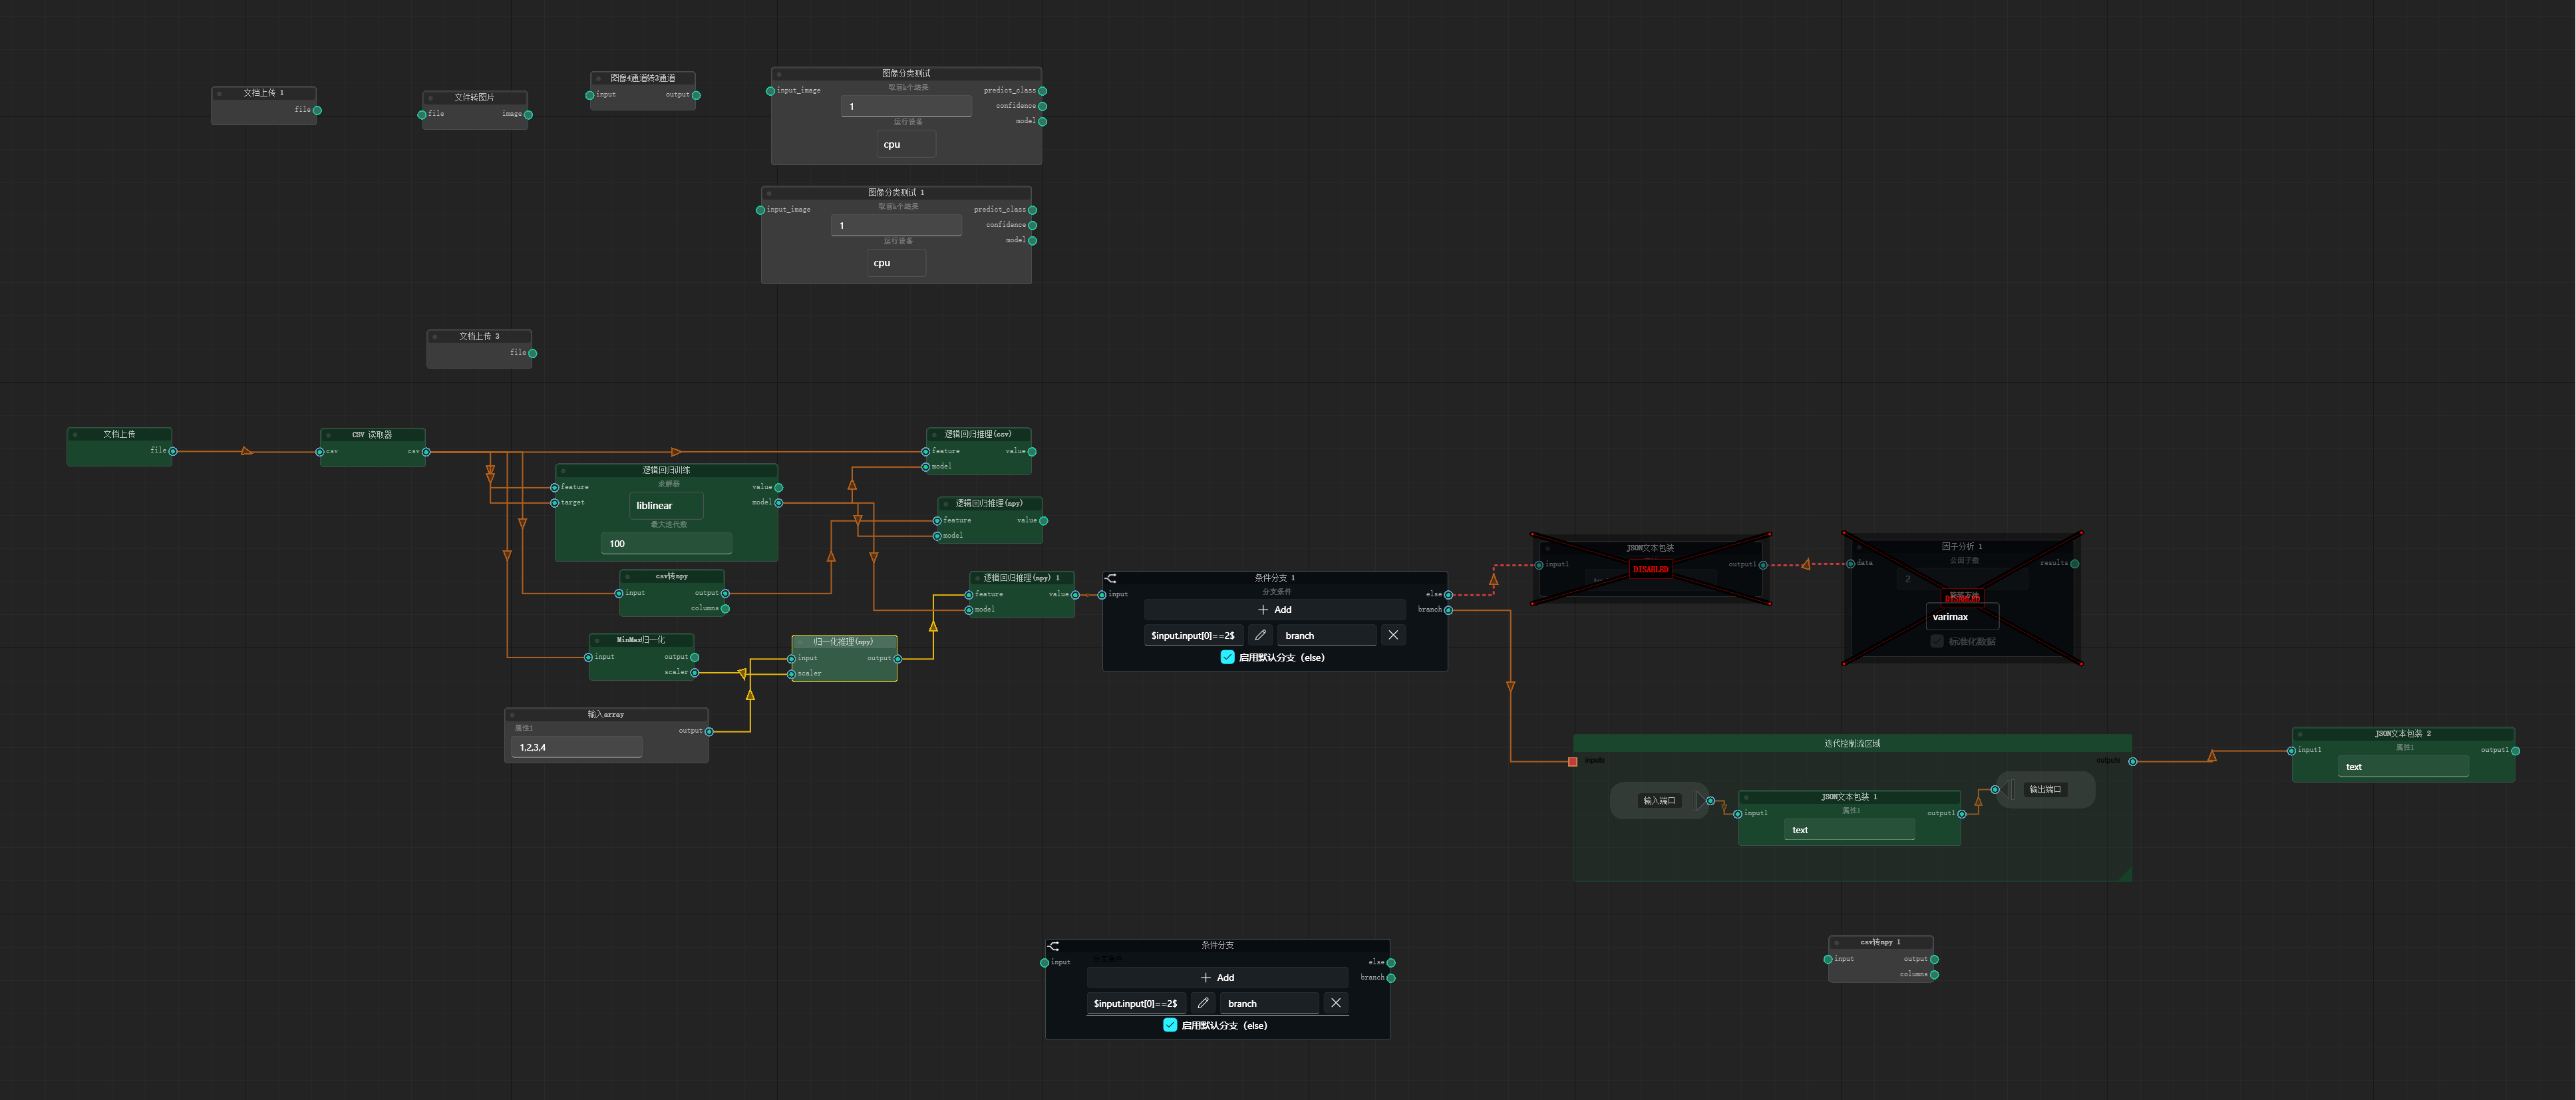 文档上传 1
file
文件转图片
file
image
图像4通道转3通道
input
output
图像分类测试
input_image
predict_class
取前k个结果
1
confidence
model
运行设备
cpu
图像分类测试 1
input_image
predict_class
取前k个结果
1
confidence
model
运行设备
cpu
文档上传 3
file
文档上传
file
CSV 读取器
csv
csv
逻辑回归训练
feature
value
求解器
target
model
liblinear
最大迭代数
100
逻辑回归推理(csv)
feature
value
model
逻辑回归推理(npy)
feature
value
model
csv转npy
input
output
columns
逻辑回归推理(npy) 1
feature
value
model
MinMax归一化
input
output
scaler
归一化推理(npy)
input
output
scaler
输入array
属性1
output
1,2,3,4
条件分支 1
input
else
分支条件
branch
Add
$input.input[0]==2$
branch
启用默认分支 (else)
JSON文本包装
input1
output1
DISABLED
因子分析 1
data
results
公因子数
2
DISABLED
varimax
标准化数据
迭代控制流区域
inputs
outputs
输入端口
JSON文本包装 1
input1
output1
属性1
text
输出端口
JSON文本包装 2
input1
output1
属性1
text
条件分支
input
else
分支条件
branch
Add
$input.input[0]==2$
branch
启用默认分支 (else)
csv转npy 1
input
output
columns